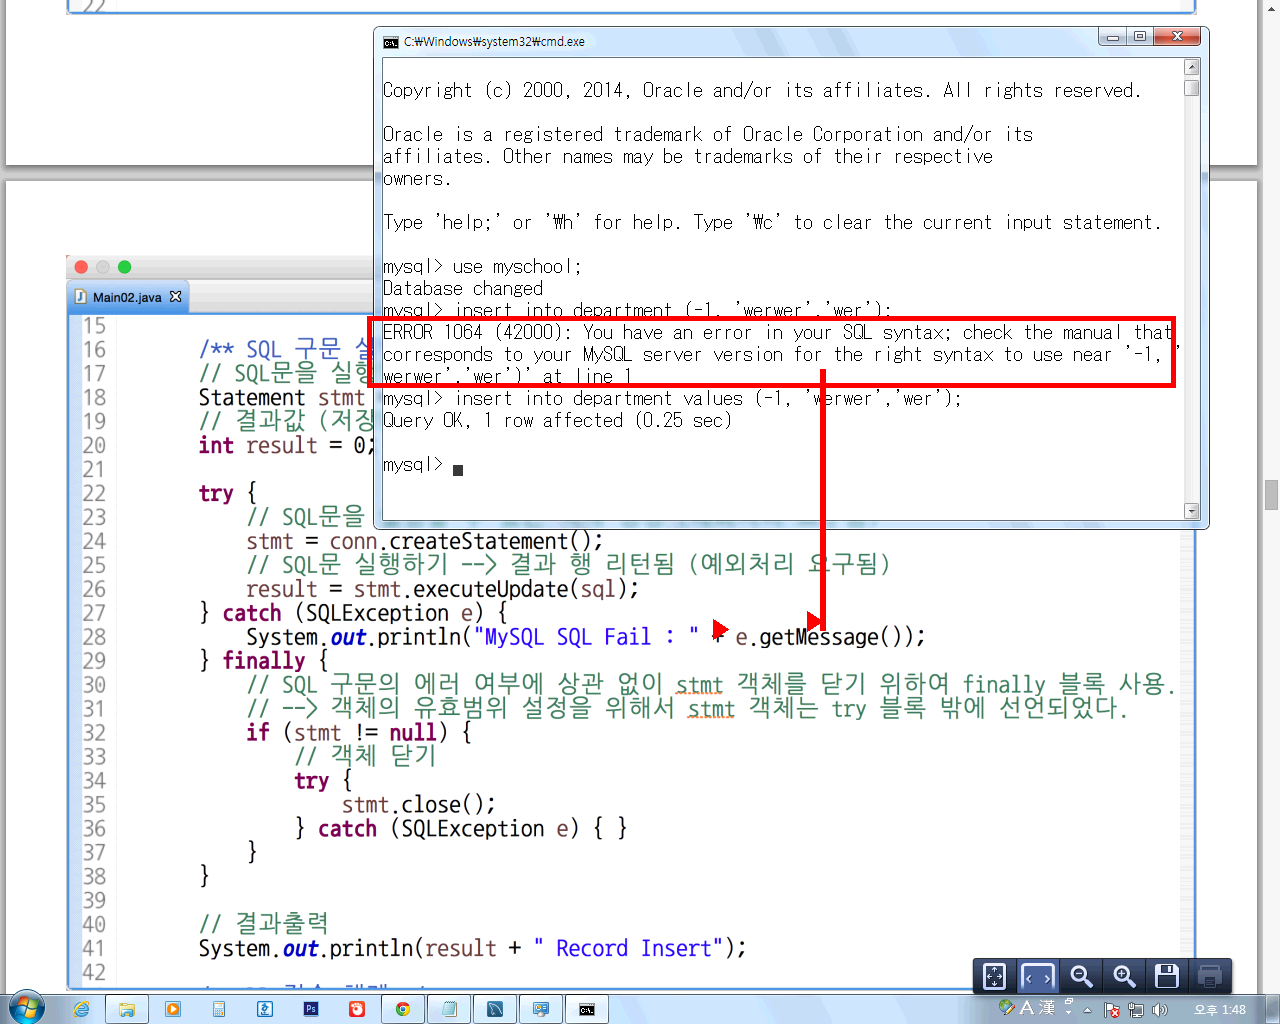 22
C:₩Windows₩system32₩cmd.exe
Copyright (c) 2000, 2014, Oracle and/or its affiliates. All rights reserved.
Oracle is a registered trademark of Oracle Corporation and/or its
affiliates. Other names may be trademarks of their respective
owners.
Type 'help;' or '₩h' for help. Type '₩c' to clear the current input statement.
mysql> use myschool;
Database changed
mysql> insert into department (-1, 'werwer','wer');
ERROR 1064 (42000): You have an error in your SQL syntax; check the manual that
corresponds to your MySQL server version for the right syntax to use near '-1, '
werwer','wer')' at line 1
mysql> insert into department values (-1, 'werwer','wer');
Query OK, 1 row affected (0.25 sec)
mysql>
Main02.java
15
16 /** SQL 구문
17 // SQL문을
18 Statement stmt
19 // 결과값 (저장
20 int result = 0;
21
22 try {
23 // SQL문을
24 stmt = conn.createStatement();
25 // SQL문 실행하기 --> 결과 행 리턴됨 (예외처리 요구됨)
26 result = stmt.executeUpdate(sql);
27 } catch (SQLException e) {
28 System.out.println("MySQL SQL Fail : " + e.getMessage());
29 } finally {
30 // SQL 구문의 에러 여부에 상관 없이 stmt 객체를 닫기 위하여 finally 블록 사용.
31 // --> 객체의 유효범위 설정을 위해서 stmt 객체는 try 블록 밖에 선언되었다.
32 if (stmt != null) {
33 // 객체 닫기
34 try {
35 stmt.close();
36 } catch (SQLException e) { }
37 }
38 }
39
40 // 결과출력
41 System.out.println(result + " Record Insert");
42
A 漢
오후 1:48